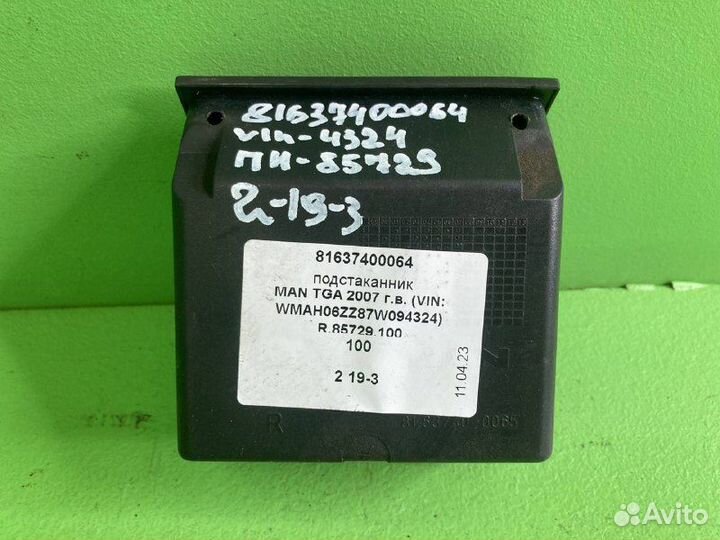 81637400064
Vin-4324
ПН-85729
2-19-3
81637400064
подстаканник
MAN TGA 2007 г.в. (VIN:
WMAH06ZZ87W094324)
R.85729.100
100
2 19-3
11.04.23
R
Avito